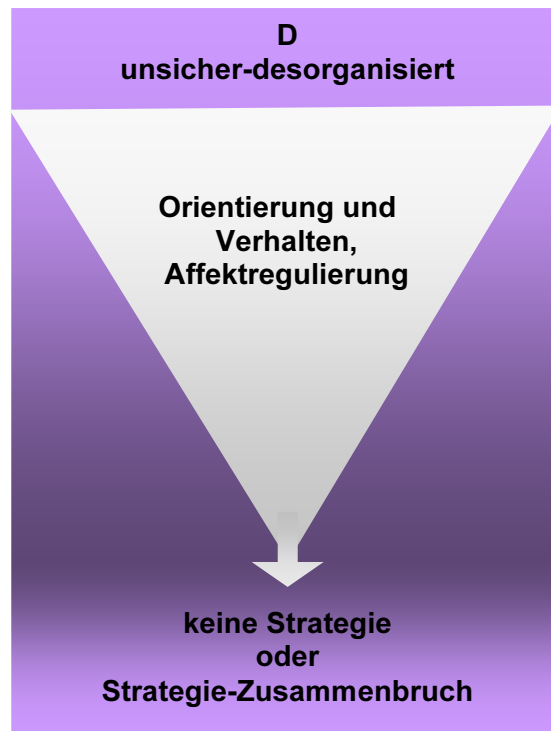 D
unsicher-desorganisiert
Orientierung und
Verhalten,
Affektregulierung
keine Strategie
oder
Strategie-Zusammenbruch